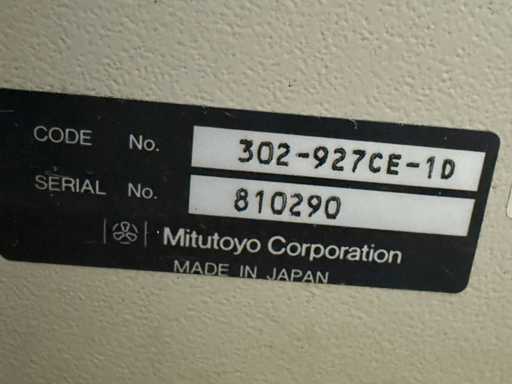 CODE No. 302-927CE-1D
SERIAL No. 810290
Mitutoyo Corporation
MADE IN JAPAN